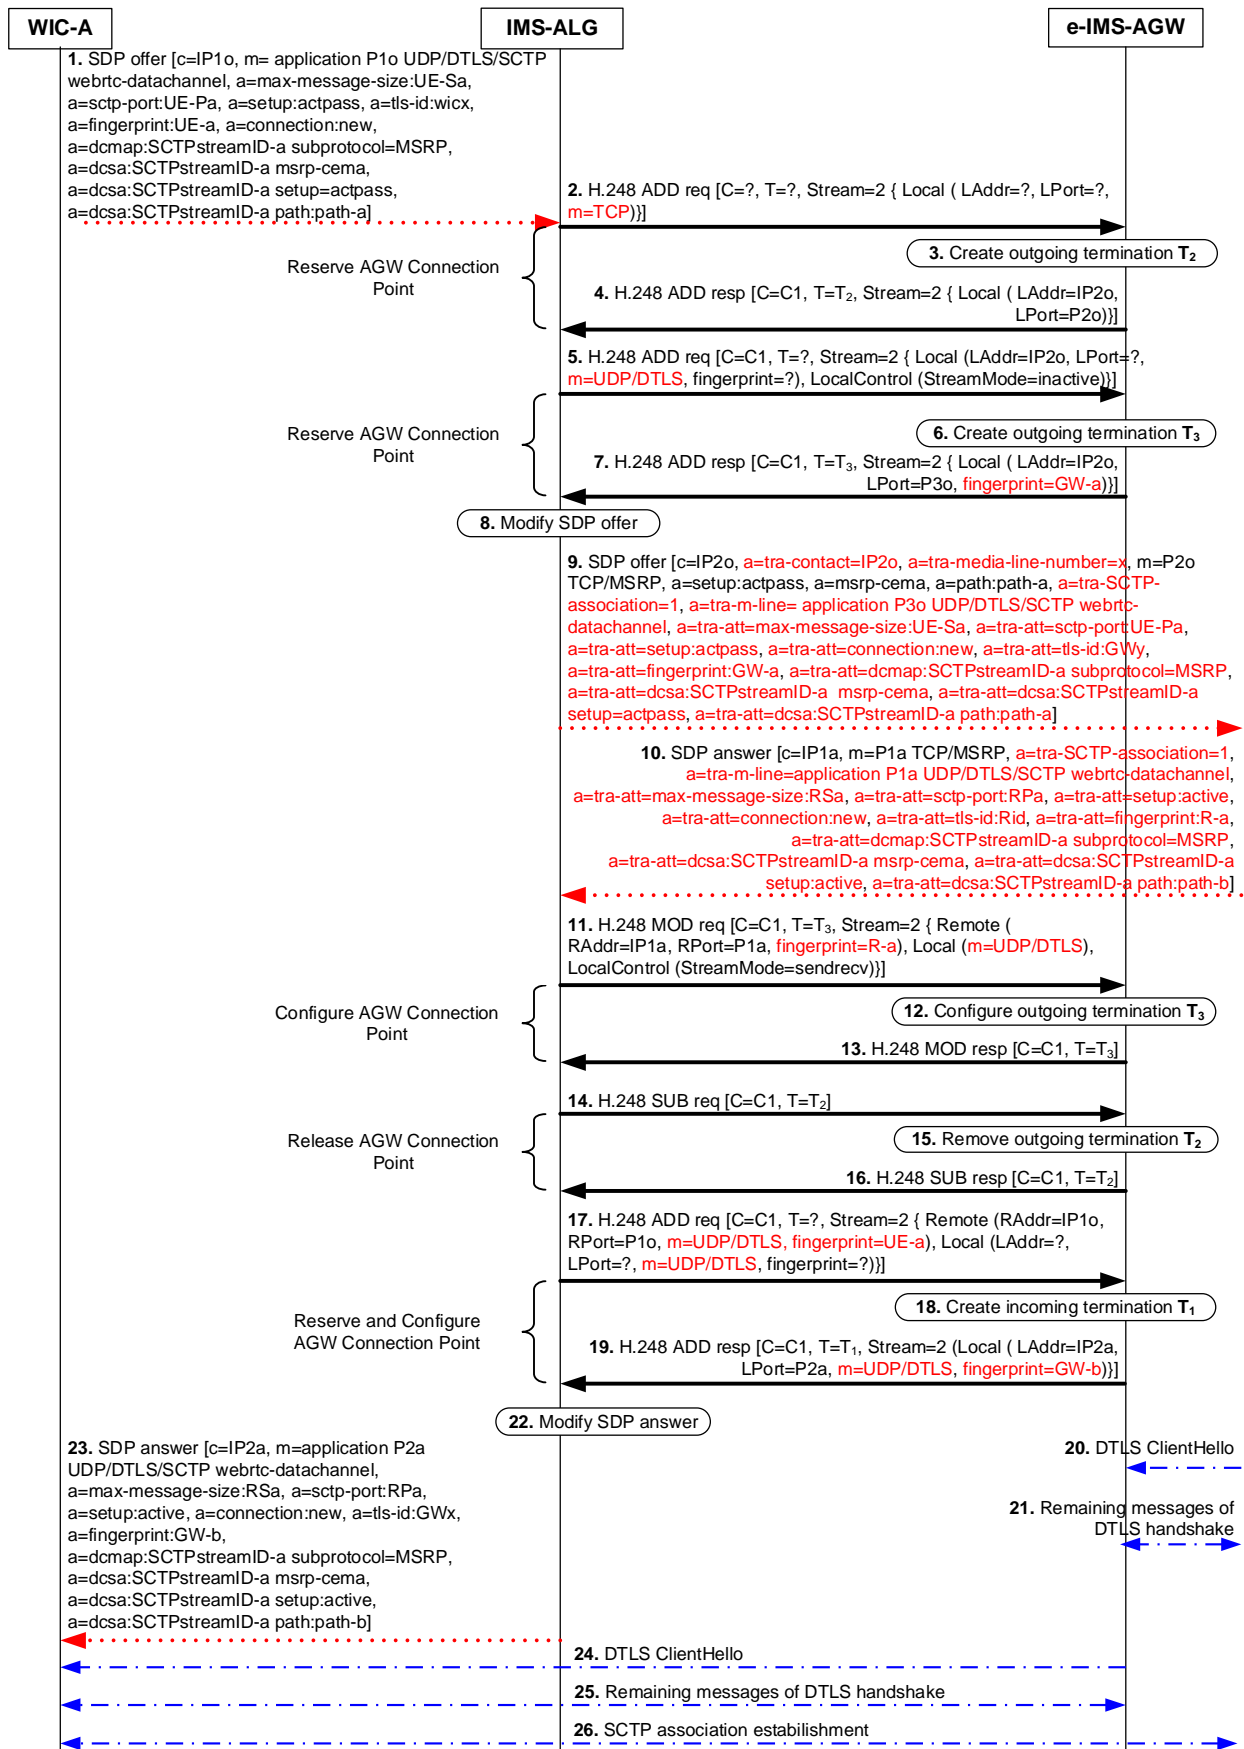 WIC-A
IMS-ALG
e-IMS-AGW
1. SDP offer [c=IP1o, m= application P1o UDP/DTLS/SCTP
webrtc-datachannel, a=max-message-size:UE-Sa,
a=sctp-port:UE-Pa, a=setup:actpass, a=tls-id:wicx,
a=fingerprint:UE-a, a=connection:new,
a=dcmap:SCTPstreamID-a subprotocol=MSRP,
a=dcsa:SCTPstreamID-a msrp-cema,
a=dcsa:SCTPstreamID-a setup=actpass,
a=dcsa:SCTPstreamID-a path:path-a]
2. H.248 ADD req [C=?, T=?, Stream=2 { Local ( LAddr=?, LPort=?,
m=TCP)}]
3. Create outgoing termination T2
Reserve AGW Connection
Point
4. H.248 ADD resp [C=C1, T=T2, Stream=2 { Local ( LAddr=IP2o,
LPort=P2o)}]
5. H.248 ADD req [C=C1, T=?, Stream=2 { Local (LAddr=IP2o, LPort=?,
m=UDP/DTLS, fingerprint=?), LocalControl (StreamMode=inactive)}]
Reserve AGW Connection
Point
6. Create outgoing termination T3
7. H.248 ADD resp [C=C1, T=T3, Stream=2 { Local ( LAddr=IP2o,
LPort=P3o, fingerprint=GW-a)}]
8. Modify SDP offer
9. SDP offer [c=IP2o, a=tra-contact=IP2o, a=tra-media-line-number=x, m=P2o
TCP/MSRP, a=setup:actpass, a=msrp-cema, a=path:path-a, a=tra-SCTP-
association=1, a=tra-m-line= application P3o UDP/DTLS/SCTP webrtc-
datachannel, a=tra-att=max-message-size:UE-Sa, a=tra-att=sctp-port:UE-Pa,
a=tra-att=setup:actpass, a=tra-att=connection:new, a=tra-att=tls-id:GWy,
a=tra-att=fingerprint:GW-a, a=tra-att=dcmap:SCTPstreamID-a subprotocol=MSRP,
a=tra-att=dcsa:SCTPstreamID-a  msrp-cema, a=tra-att=dcsa:SCTPstreamID-a
setup=actpass, a=tra-att=dcsa:SCTPstreamID-a path:path-a]
10. SDP answer [c=IP1a, m=P1a TCP/MSRP, a=tra-SCTP-association=1,
a=tra-m-line=application P1a UDP/DTLS/SCTP webrtc-datachannel,
a=tra-att=max-message-size:RSa, a=tra-att=sctp-port:RPa, a=tra-att=setup:active,
a=tra-att=connection:new, a=tra-att=tls-id:Rid, a=tra-att=fingerprint:R-a,
a=tra-att=dcmap:SCTPstreamID-a subprotocol=MSRP,
a=tra-att=dcsa:SCTPstreamID-a msrp-cema, a=tra-att=dcsa:SCTPstreamID-a
setup:active, a=tra-att=dcsa:SCTPstreamID-a path:path-b]
11. H.248 MOD req [C=C1, T=T3, Stream=2 { Remote (
RAddr=IP1a, RPort=P1a, fingerprint=R-a), Local (m=UDP/DTLS),
LocalControl (StreamMode=sendrecv)}]
Configure AGW Connection
Point
12. Configure outgoing termination T3
13. H.248 MOD resp [C=C1, T=T3]
14. H.248 SUB req [C=C1, T=T2]
Release AGW Connection
Point
15. Remove outgoing termination T2
16. H.248 SUB resp [C=C1, T=T2]
17. H.248 ADD req [C=C1, T=?, Stream=2 { Remote (RAddr=IP1o,
RPort=P1o, m=UDP/DTLS, fingerprint=UE-a), Local (LAddr=?,
LPort=?, m=UDP/DTLS, fingerprint=?)}]
18. Create incoming termination T1
Reserve and Configure
AGW Connection Point
19. H.248 ADD resp [C=C1, T=T1, Stream=2 (Local ( LAddr=IP2a,
LPort=P2a, m=UDP/DTLS, fingerprint=GW-b)}]
22. Modify SDP answer
23. SDP answer [c=IP2a, m=application P2a
UDP/DTLS/SCTP webrtc-datachannel,
a=max-message-size:RSa, a=sctp-port:RPa,
a=setup:active, a=connection:new, a=tls-id:GWx,
a=fingerprint:GW-b,
a=dcmap:SCTPstreamID-a subprotocol=MSRP,
a=dcsa:SCTPstreamID-a msrp-cema,
a=dcsa:SCTPstreamID-a setup:active,
a=dcsa:SCTPstreamID-a path:path-b]
20. DTLS ClientHello
21. Remaining messages of
DTLS handshake
24. DTLS ClientHello
25. Remaining messages of DTLS handshake
26. SCTP association estabilishment